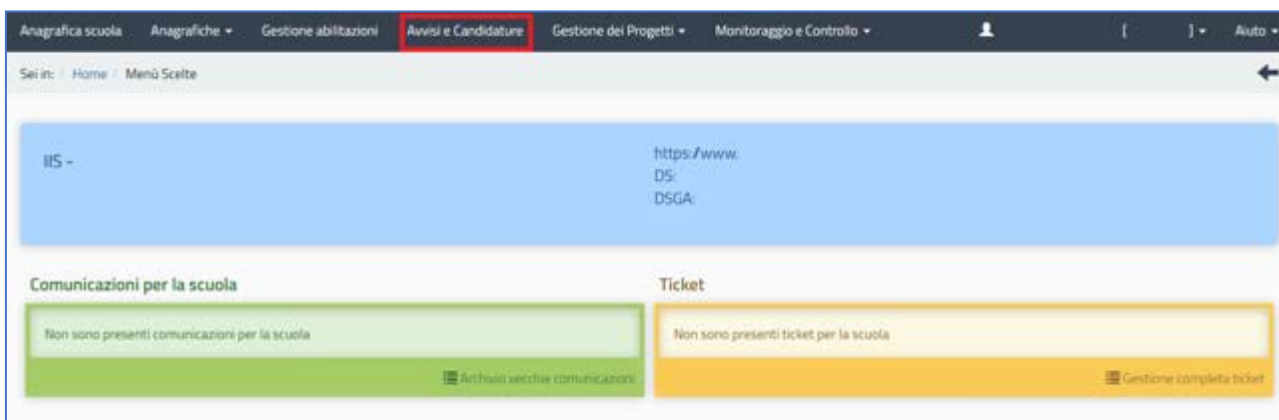 Anagrafica scuola Anagrafiche Gestione abilitazioni Avvisi e Candidature Gestione dei Progetti Monitoraggio e Controllo [ ] Aiuto
Sei in: / Home / Menù Scelte
IIS -
https://www.
DS:
DSGA:
Comunicazioni per la scuola
Non sono presenti comunicazioni per la scuola
Archivio vecchie comunicazioni
Ticket
Non sono presenti ticket per la scuola
Gestione completa ticket